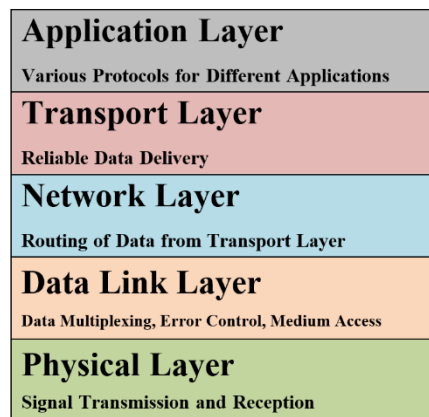 Application Layer
Various Protocols for Different Applications
Transport Layer
Reliable Data Delivery
Network Layer
Routing of Data from Transport Layer
Data Link Layer
Data Multiplexing, Error Control, Medium Access
Physical Layer
Signal Transmission and Reception